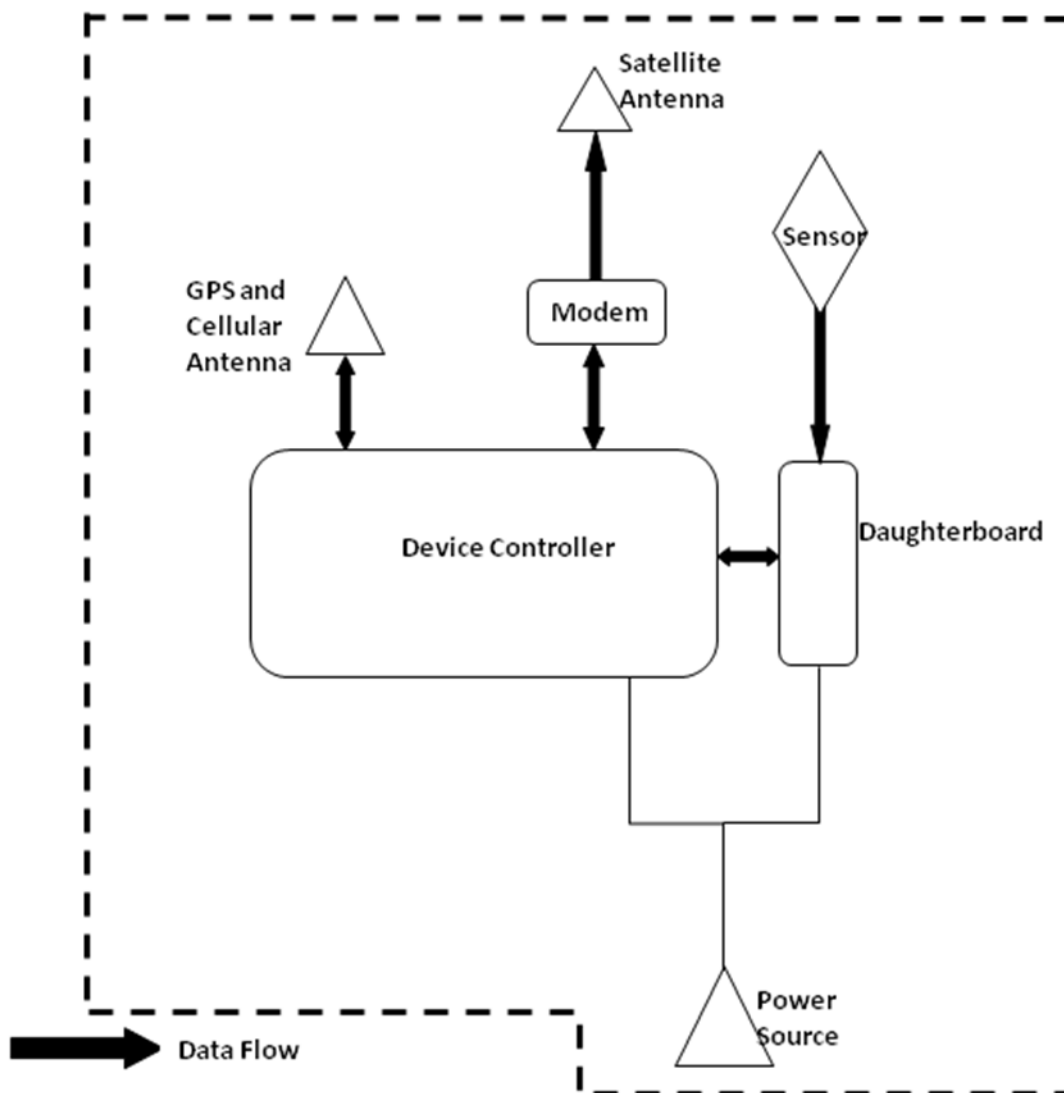 Satellite
Antenna
Sensor
GPS and
Cellular
Antenna
Modem
Device Controller
Daughterboard
Power
Source
Data Flow